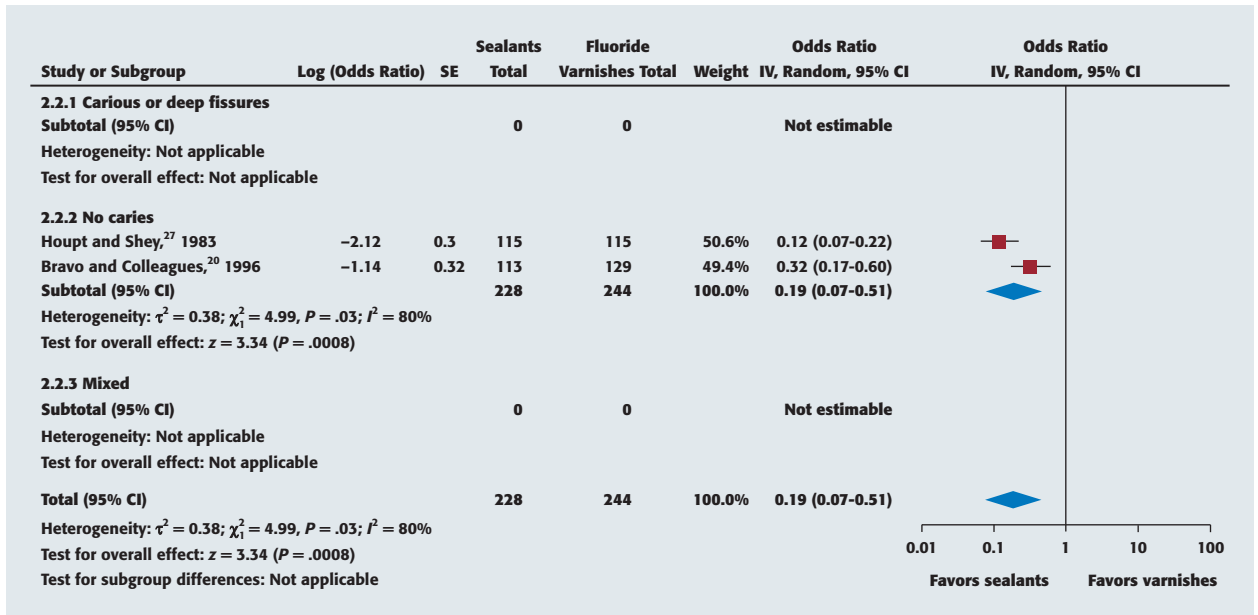 Sealants Fluoride Odds Ratio Odds Ratio
Study or Subgroup Log (Odds Ratio) SE Total Varnishes Total Weight IV, Random, 95% CI IV, Random, 95% CI
2.2.1 Carious or deep fissures
Subtotal (95% CI) 0 0 Not estimable
Heterogeneity: Not applicable
Test for overall effect: Not applicable
2.2.2 No caries
Houpt and Shey,27 1983 −2.12 0.3 115 115 50.6% 0.12 (0.07-0.22)
Bravo and Colleagues,20 1996 −1.14 0.32 113 129 49.4% 0.32 (0.17-0.60)
Subtotal (95% CI) 228 244 100.0% 0.19 (0.07-0.51)
Heterogeneity: τ2 = 0.38; χ21 = 4.99, P = .03; I2 = 80%
Test for overall effect: z = 3.34 (P = .0008)
2.2.3 Mixed
Subtotal (95% CI) 0 0 Not estimable
Heterogeneity: Not applicable
Test for overall effect: Not applicable
Total (95% CI) 228 244 100.0% 0.19 (0.07-0.51)
Heterogeneity: τ2 = 0.38; χ21 = 4.99, P = .03; I2 = 80%
Test for overall effect: z = 3.34 (P = .0008)
Test for subgroup differences: Not applicable
0.01 0.1 1 10 100
Favors sealants Favors varnishes